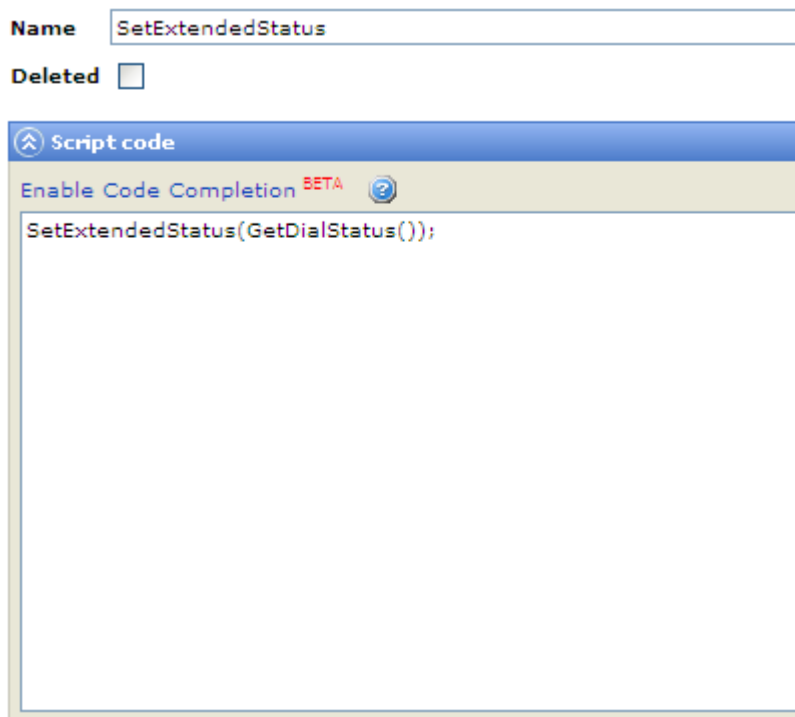 Name SetExtendedStatus
Deleted
Script code
Enable Code Completion BETA
SetExtendedStatus(GetDialStatus());